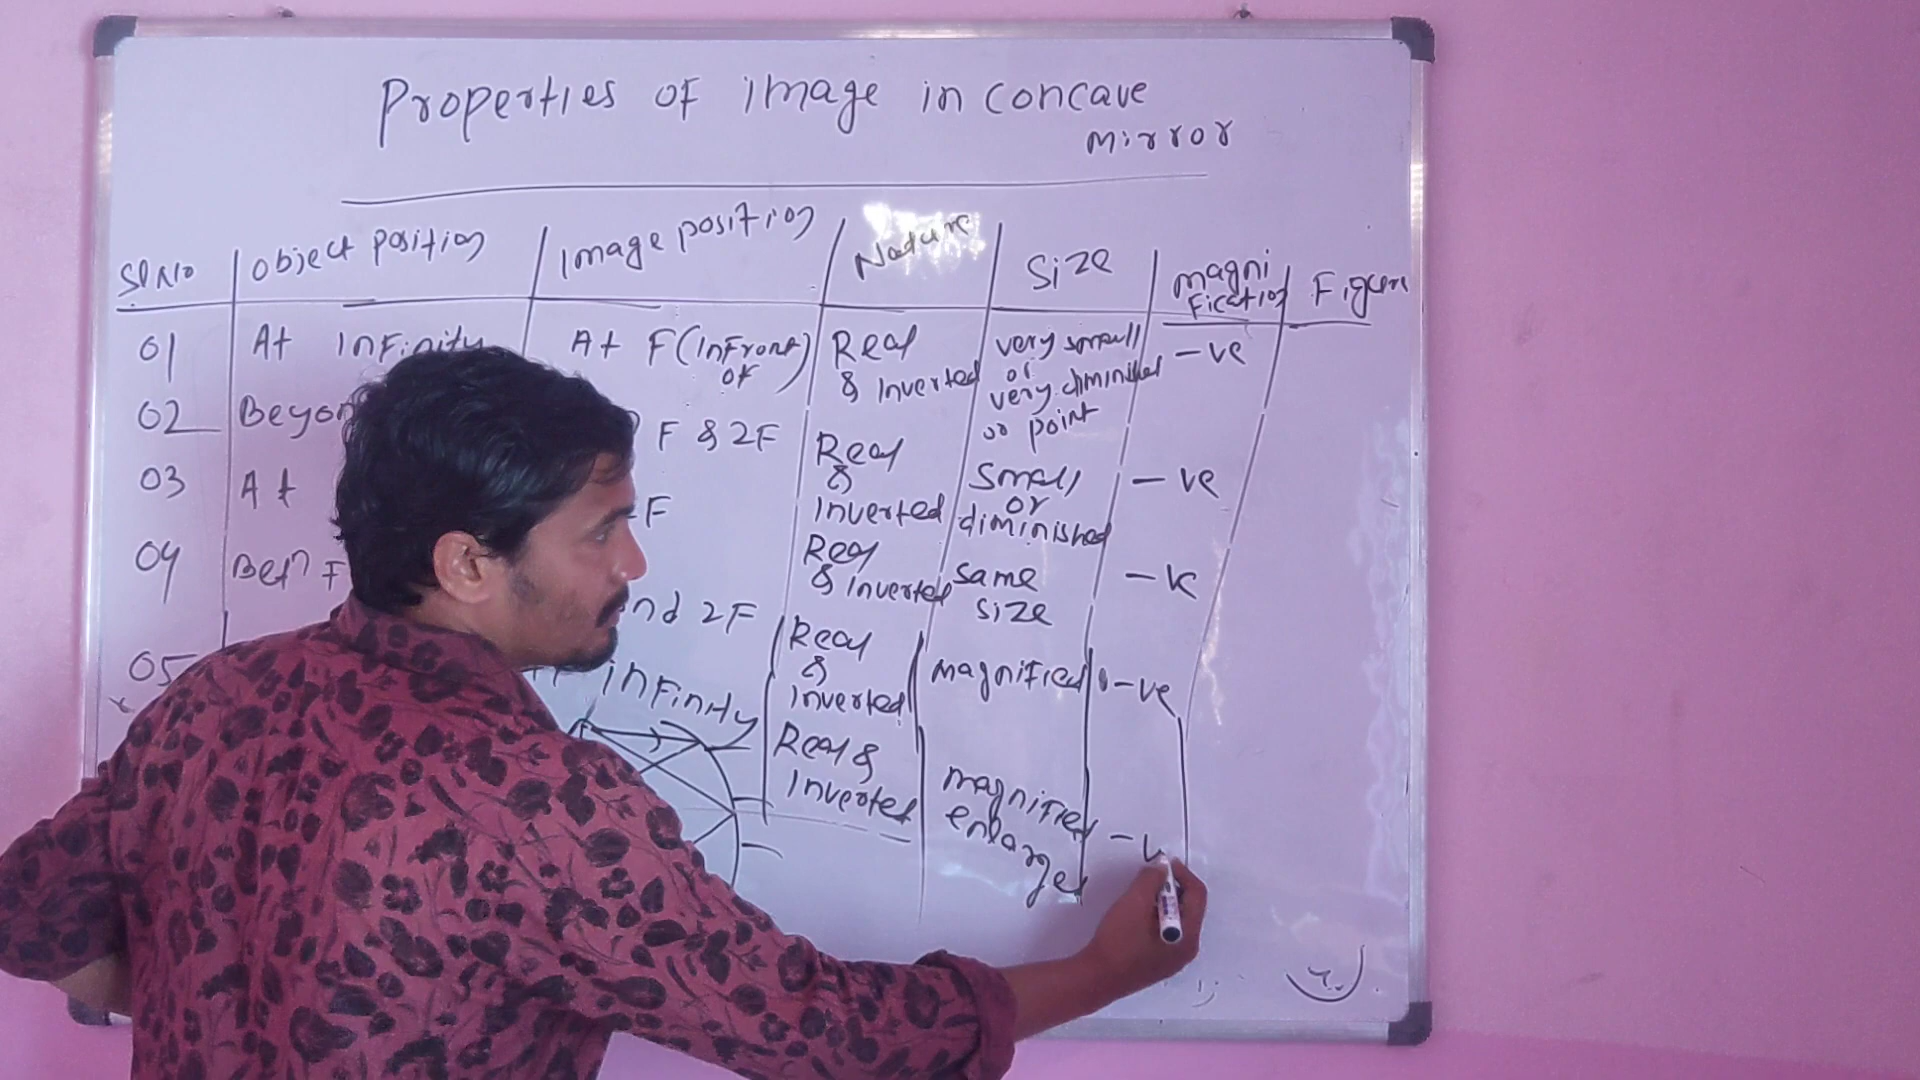 Properties OF image in concave
mirror
Sl No Object position Image position Nature Size magni
fication Figure
01 At Infinity At F (InFront of) Real & Inverted very small or very diminished or point -ve
02 Beyon F & 2F Real & Inverted Small or diminished -ve
03 At F Real & Inverted same size -ve
04 Betn F nd 2F Real & Inverted magnified -ve
05 inFinity Real & Inverted magnified enlarged -v